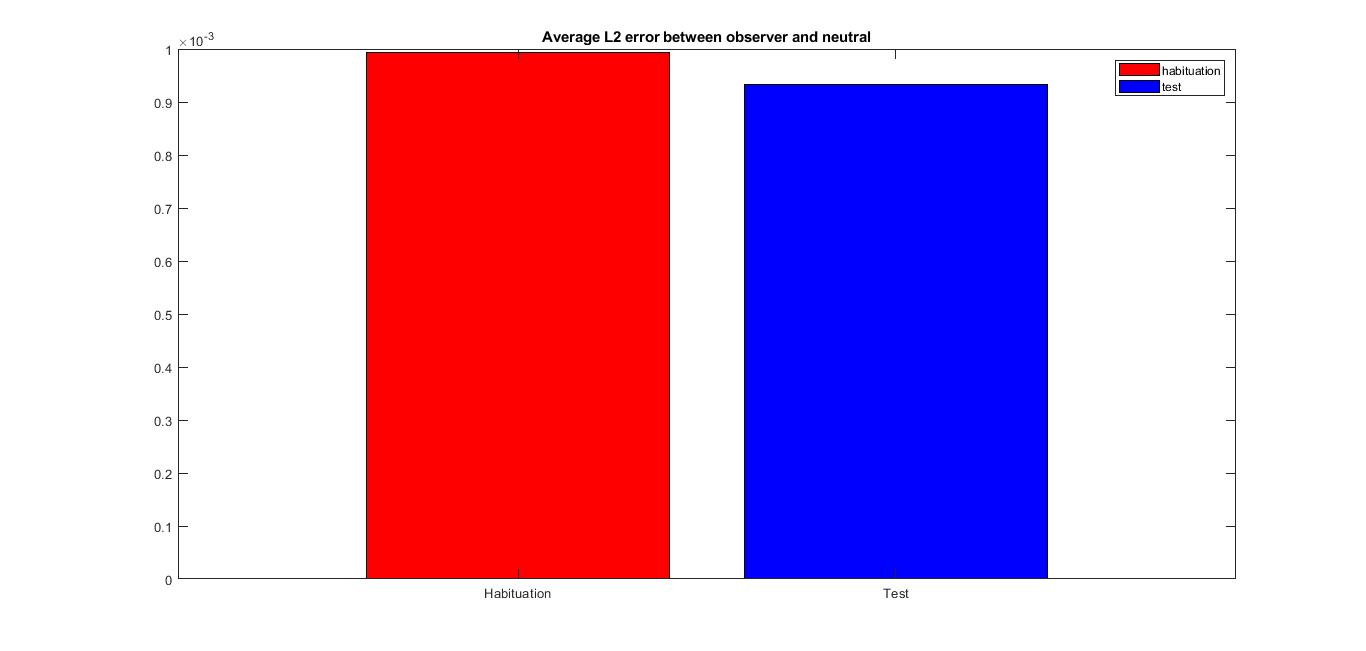 Average L2 error between observer and neutral
×10-3
1
0.9
0.8
0.7
0.6
0.5
0.4
0.3
0.2
0.1
0
habituation
test
Habituation
Test